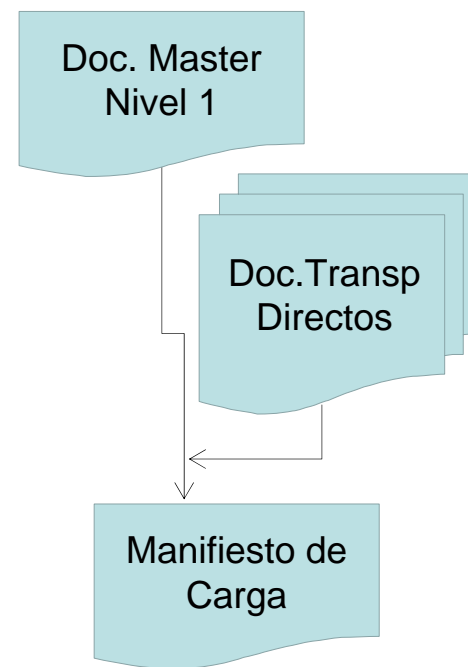 Doc. Master
Nivel 1
Doc.Transp
Directos
Manifiesto de
Carga